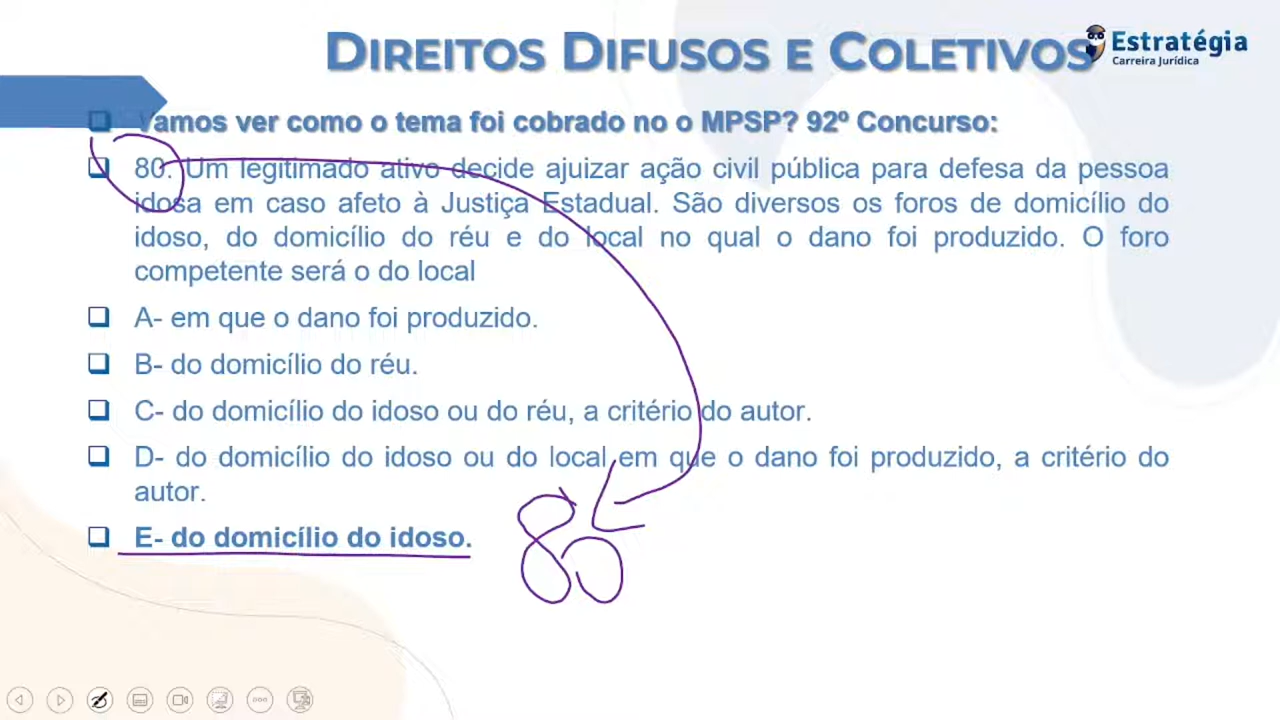 DIREITOS DIFUSOS E COLETIVOS
Estratégia
Carreira Jurídica
Vamos ver como o tema foi cobrado no o MPSP? 92º Concurso:
80. Um legitimado ativo decide ajuizar ação civil pública para defesa da pessoa
idosa em caso afeto à Justiça Estadual. São diversos os foros de domicílio do
idoso, do domicílio do réu e do local no qual o dano foi produzido. O foro
competente será o do local
A- em que o dano foi produzido.
B- do domicílio do réu.
C- do domicílio do idoso ou do réu, a critério do autor.
D- do domicílio do idoso ou do local em que o dano foi produzido, a critério do
autor.
E- do domicílio do idoso.
80